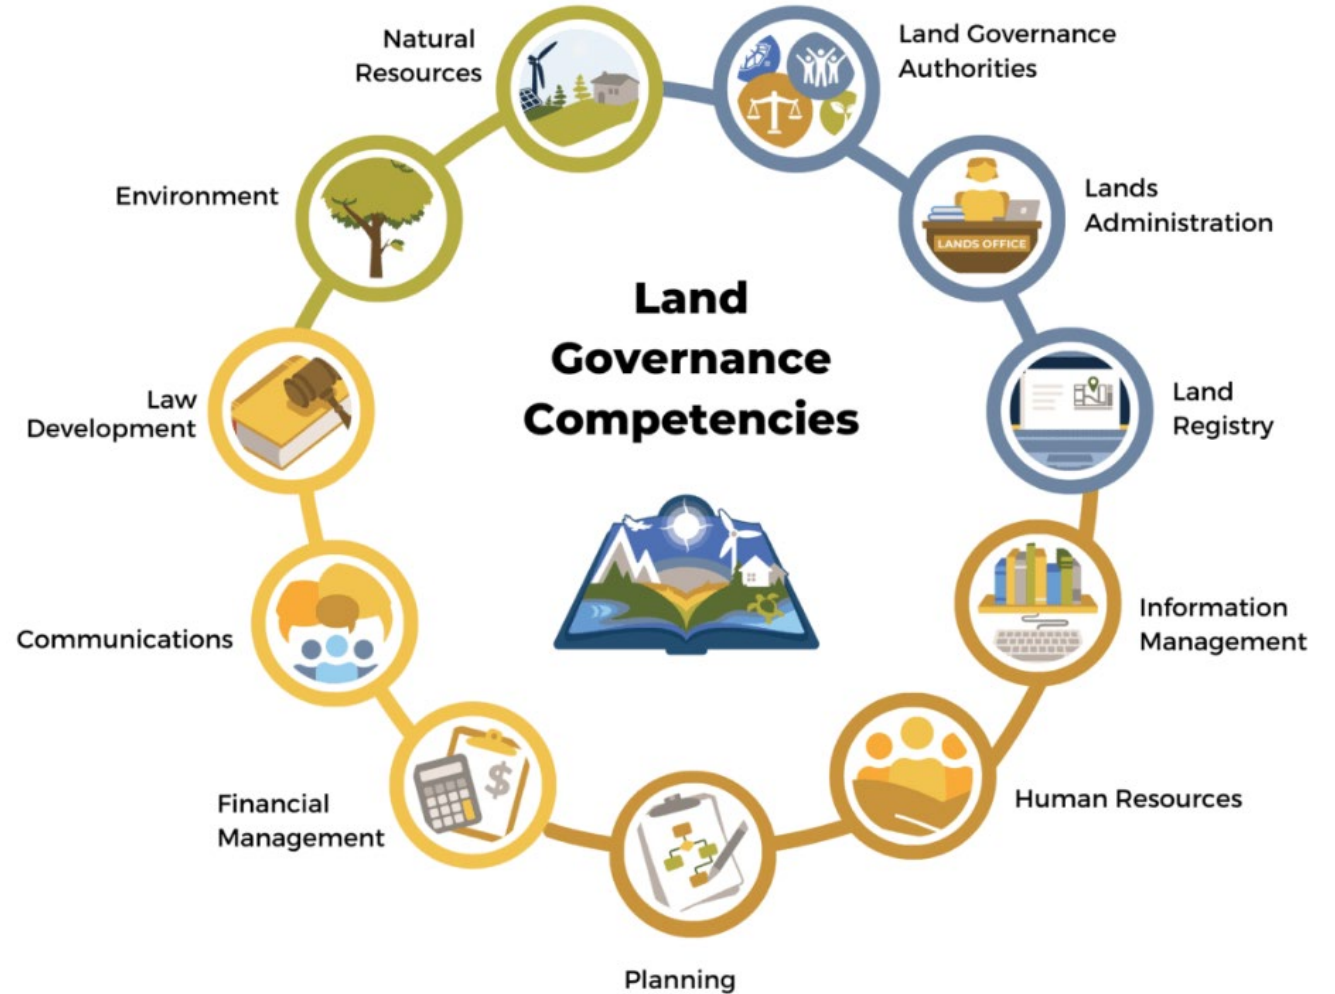 Natural
Resources
Land Governance
Authorities
Environment
Lands
Administration
LANDS OFFICE
Land
Governance
Competencies
Law
Development
Land
Registry
Communications
Information
Management
$
Financial
Management
Human Resources
Planning